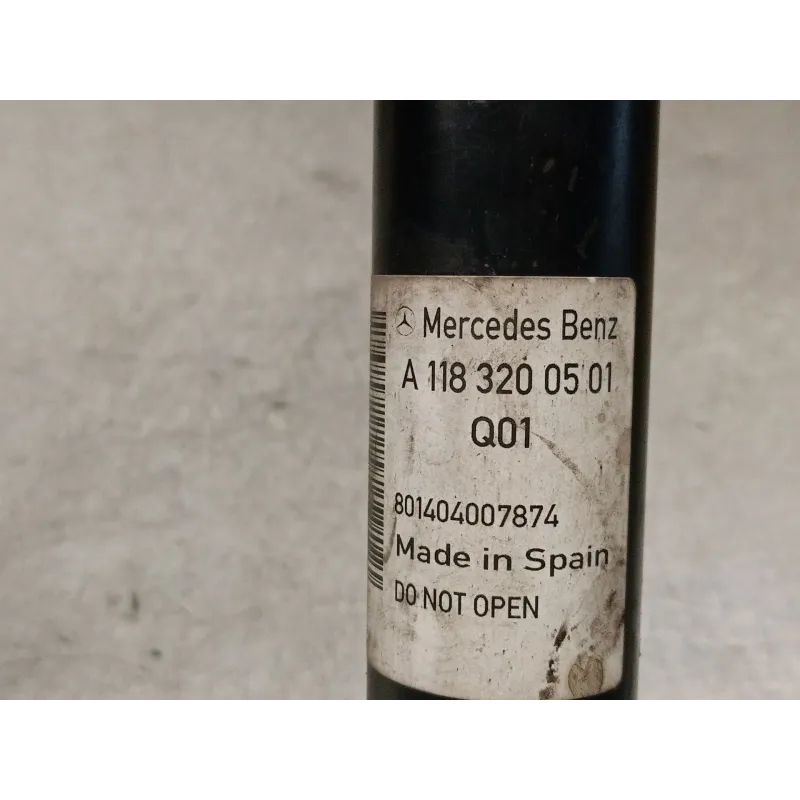 Mercedes Benz
A 118 320 05 01
Q01
801404007874
Made in Spain
DO NOT OPEN